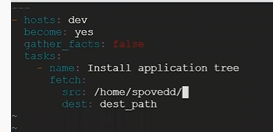 ---
- hosts: dev
  become: yes
  gather_facts: false
  tasks:
    - name: Install application tree
      fetch:
        src: /home/spovedd/
        dest: dest_path
~
~